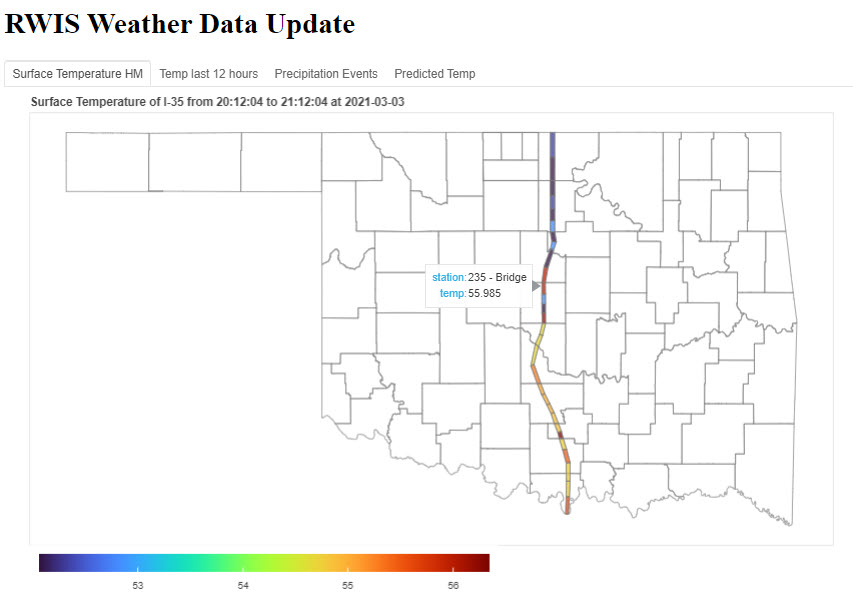 RWIS Weather Data Update
Surface Temperature HM Temp last 12 hours Precipitation Events Predicted Temp
Surface Temperature of I-35 from 20:12:04 to 21:12:04 at 2021-03-03
station: 235 - Bridge
temp: 55.985
53 54 55 56